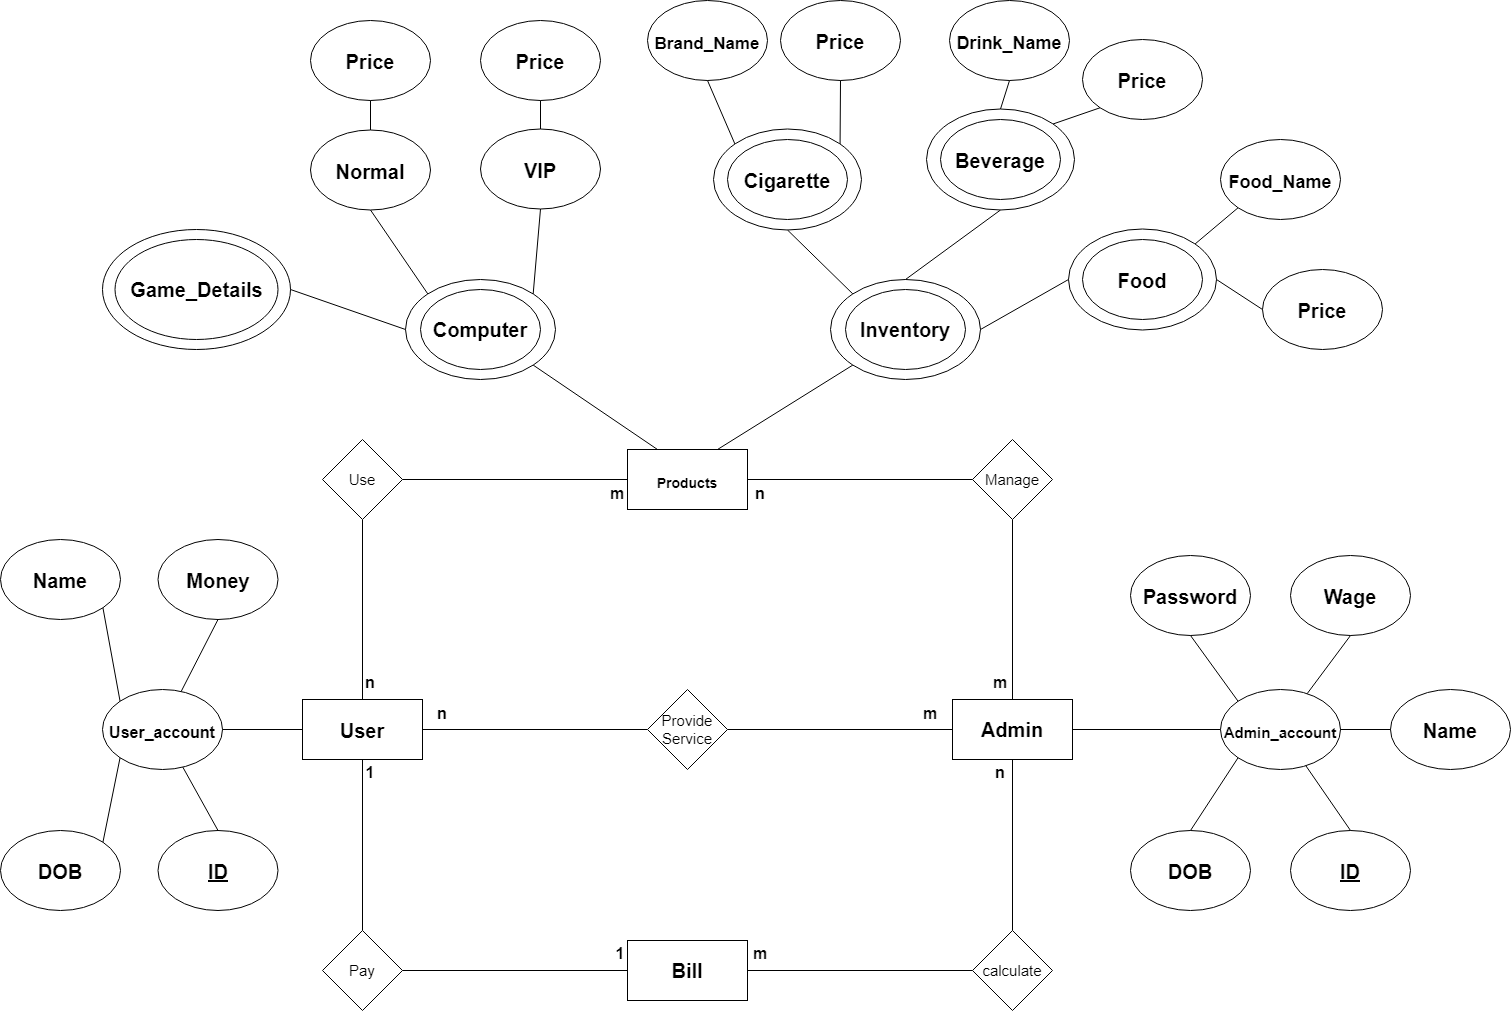 Brand_Name
Price
Drink_Name
Price
Price
Price
Normal
VIP
Cigarette
Beverage
Food_Name
Game_Details
Computer
Inventory
Food
Price
Use
m
Products
n
Manage
Name
Money
Password
Wage
n
m
User_account
User
n
Provide
Service
m
Admin
Admin_account
Name
1
n
DOB
ID
DOB
ID
Pay
1
Bill
m
calculate